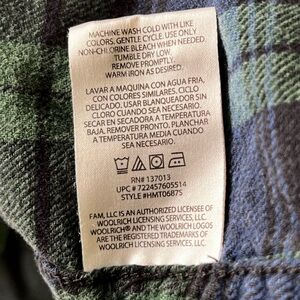 MACHINE WASH COLD WITH LIKE
COLORS. GENTLE CYCLE. USE ONLY
NON-CHLORINE BLEACH WHEN NEEDED.
TUMBLE DRY LOW.
REMOVE PROMPTLY.
WARM IRON AS DESIRED.
LAVAR A MAQUINA CON AGUA FRIA,
CON COLORES SIMILARES. CICLO
DELICADO. USAR BLANQUEADOR SIN
CLORO CUANDO SEA NECESARIO.
SECAR EN SECADORA A TEMPERATURA
BAJA. REMOVER PRONTO, PLANCHAR
A TEMPERATURA MEDIA CUANDO
SEA NECESARIO.
RN# 137013
UPC # 722457605514
STYLE #HMT0687S
FAM, LLC IS AN AUTHORIZED LICENSEE OF
WOOLRICH LICENSING SERVICES, LLC.
WOOLRICH® AND THE WOOLRICH LOGOS
ARE THE REGISTERED TRADEMARKS OF
WOOLRICH LICENSING SERVICES, LLC.